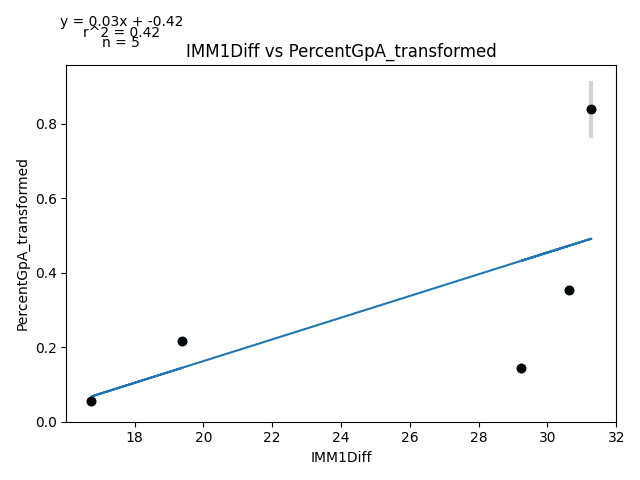 y = 0.03x + -0.42
r^2 = 0.42
n = 5
IMM1Diff vs PercentGpA_transformed
PercentGpA_transformed
0.8
0.6
0.4
0.2
0.0
18 20 22 24 26 28 30 32
IMM1Diff